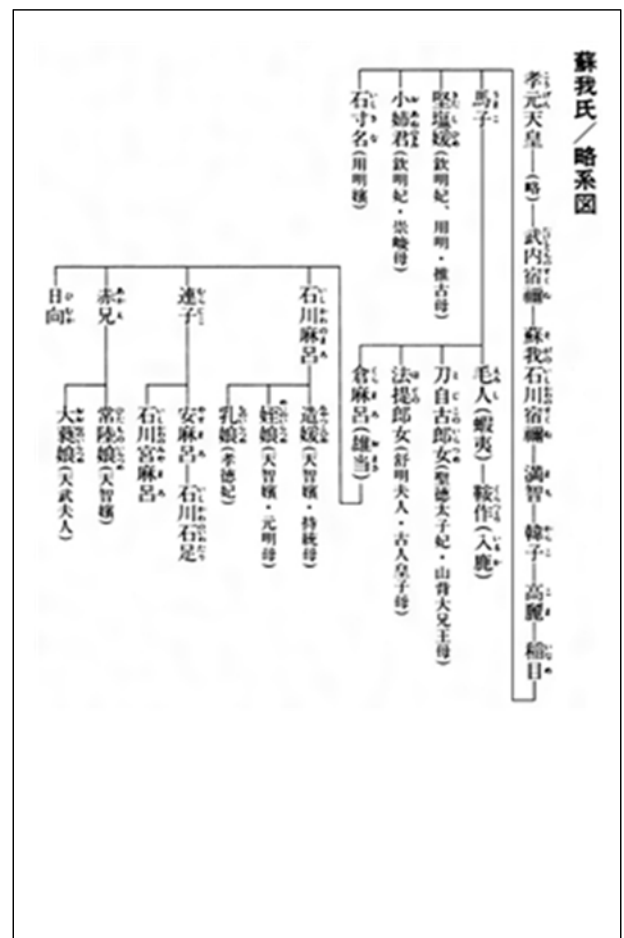 蘇我氏／略系図
孝元天皇―(略)―武内宿禰―蘇我石川宿禰―満智―韓子―高麗―稲目
馬子
堅塩媛(欽明妃、用明・推古母)
小姉君(欽明妃・崇峻母)
石寸名(用明嬪)
毛人(蝦夷)―鞍作(入鹿)
刀自古郎女(聖徳太子妃・山背大兄王母)
法提郎女(舒明夫人・古人皇子母)
倉麻呂(雄当)
石川麻呂
連子
赤兄
日向
造媛(天智嬪・持統母)
姪娘(天智嬪・元明母)
乳娘(孝徳妃)
安麻呂―石川石足
石川宮麻呂
常陸娘(天智嬪)
大蕤娘(天武夫人)